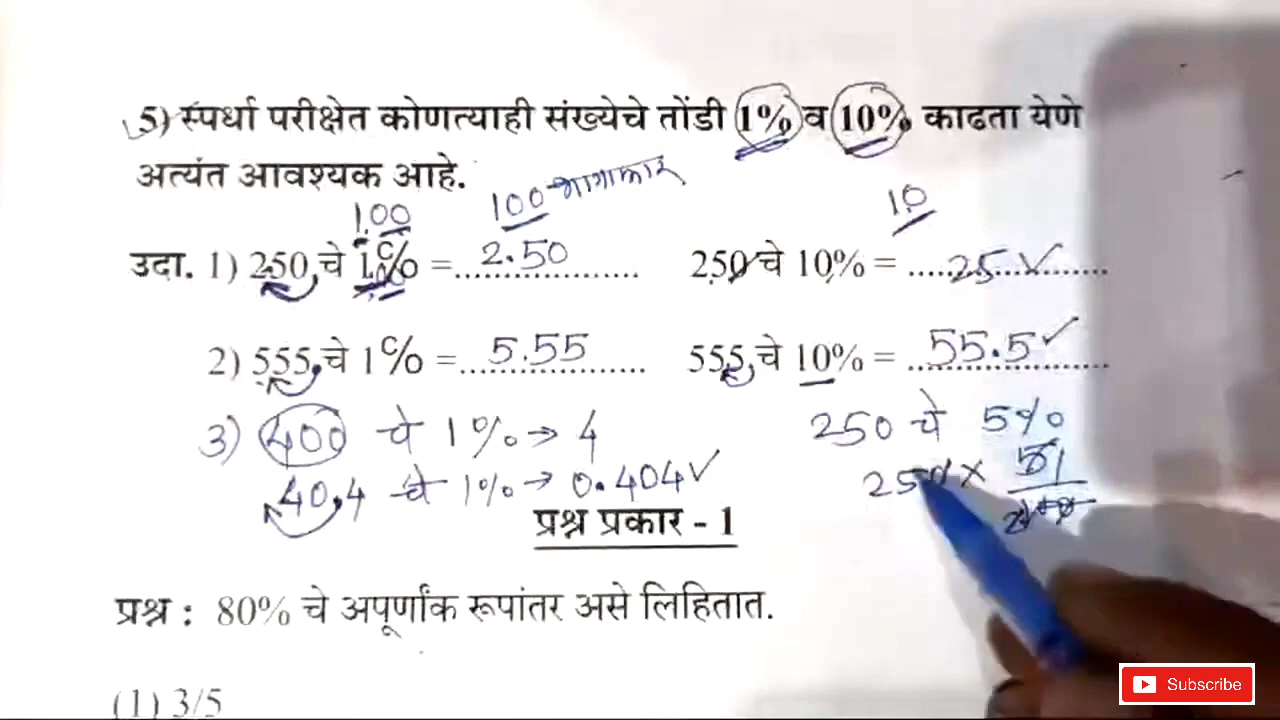 5) स्पर्धा परीक्षेत कोणत्याही संख्येचे तोंडी 1% व 10% काढता येणे
अत्यंत आवश्यक आहे.
100 100 भागाकार 10
उदा. 1) 250 चे 1% = 2.50 250 चे 10% = 25 ✓
2) 555 चे 1% = 5.55 555 चे 10% = 55.5 ✓
3) 400 चे 1% → 4 250 चे 5%
40.4 चे 1% → 0.404 ✓ 250 ×
प्रश्न प्रकार - 1
प्रश्न : 80% चे अपूर्णांक रूपांतर असे लिहितात.
(1) 3/5
Subscribe